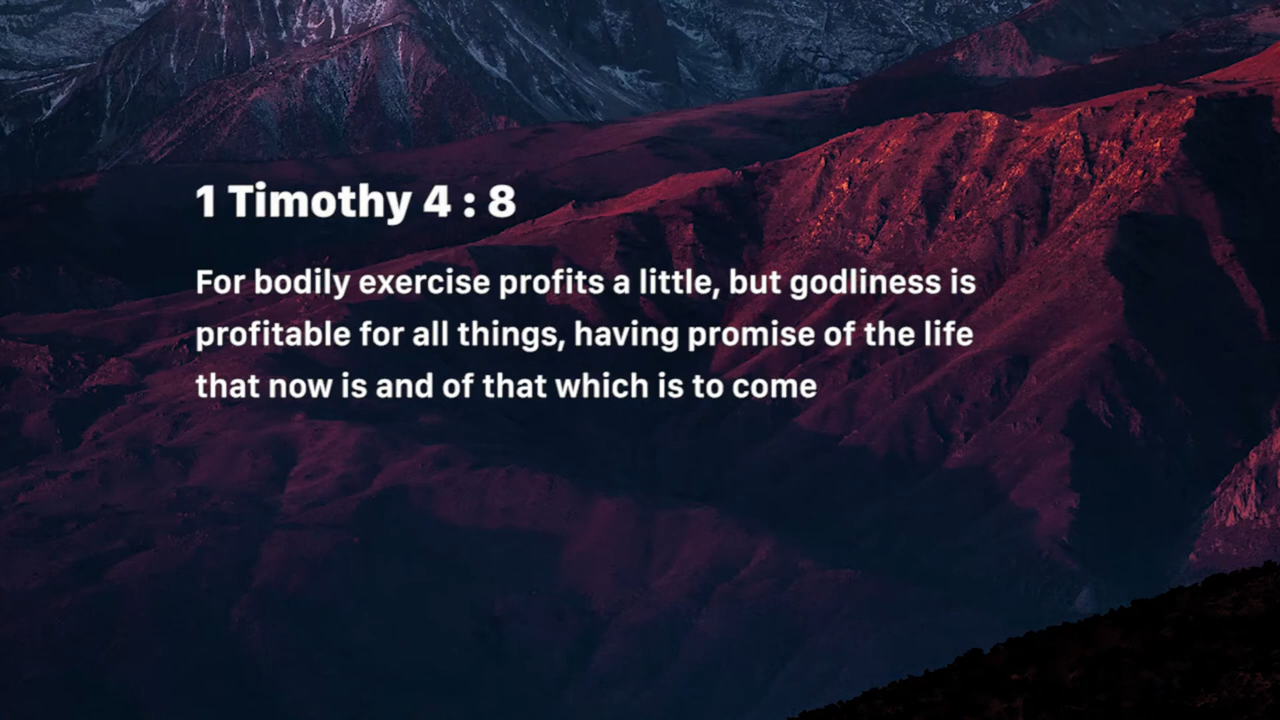 1 Timothy 4 : 8
For bodily exercise profits a little, but godliness is
profitable for all things, having promise of the life
that now is and of that which is to come